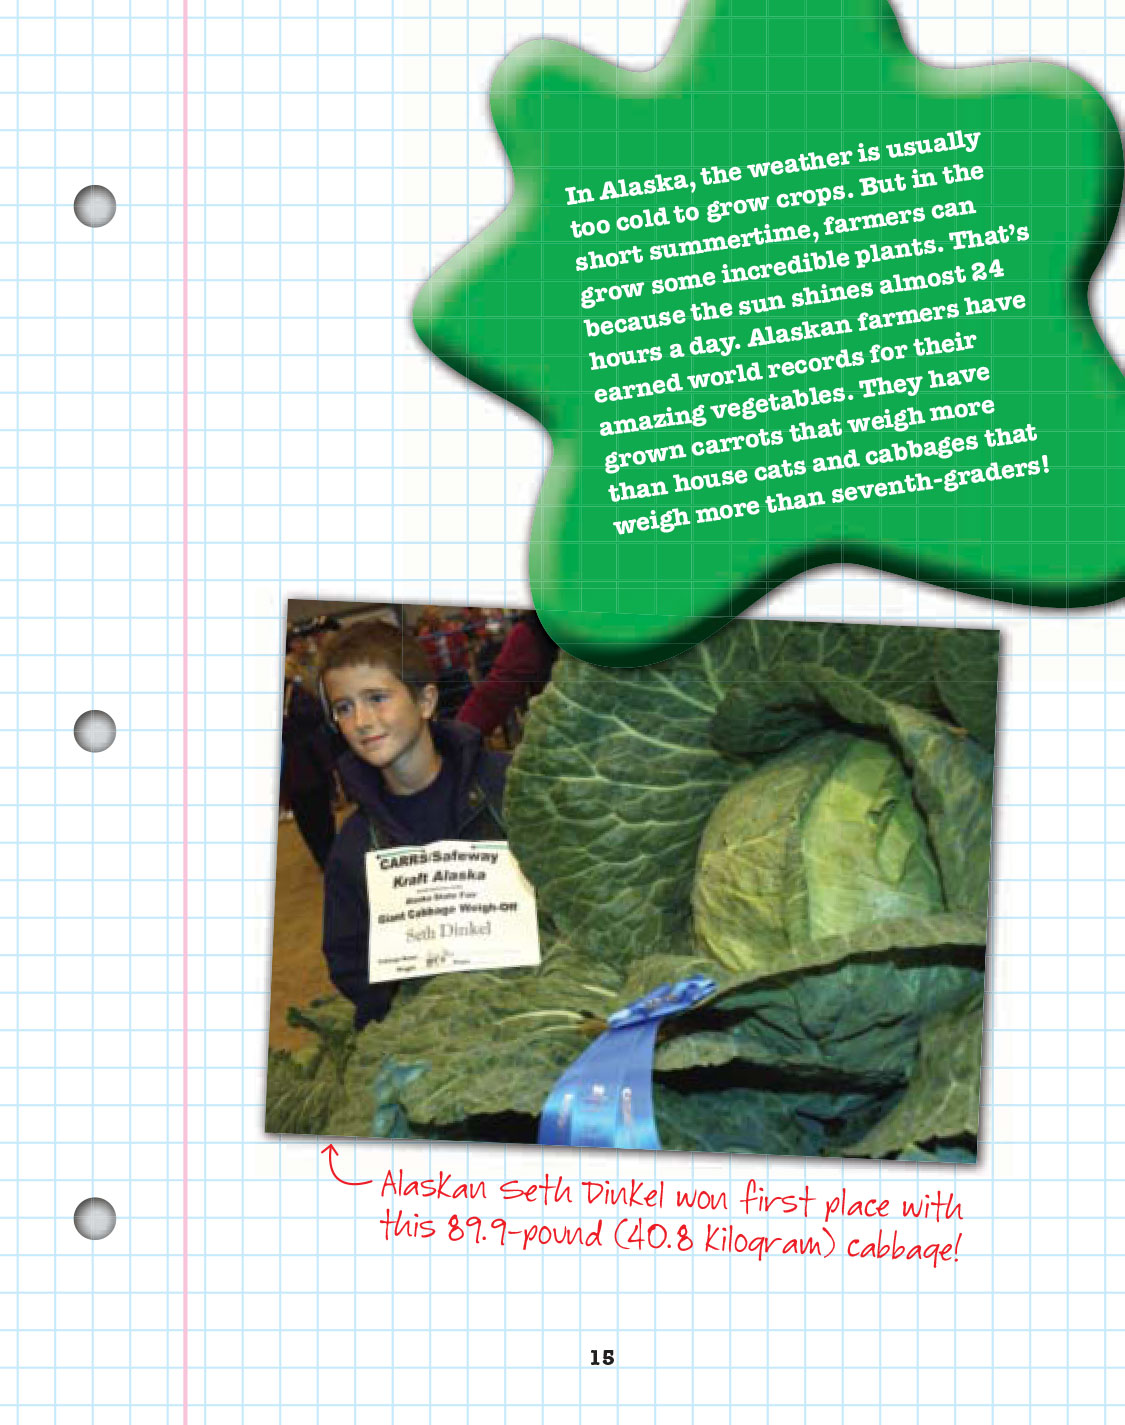 In Alaska, the weather is usually
too cold to grow crops. But in the
short summertime, farmers can
grow some incredible plants. That's
because the sun shines almost 24
hours a day. Alaskan farmers have
earned world records for their
amazing vegetables. They have
grown carrots that weigh more
than house cats and cabbages that
weigh more than seventh-graders!
CARRS/Safeway
Kraft Alaska
Alaska State Fair
Giant Cabbage Weigh-Off
Seth Dinkel
Alaskan Seth Dinkel won first place with
this 89.9-pound (40.8 kilogram) cabbage!
15